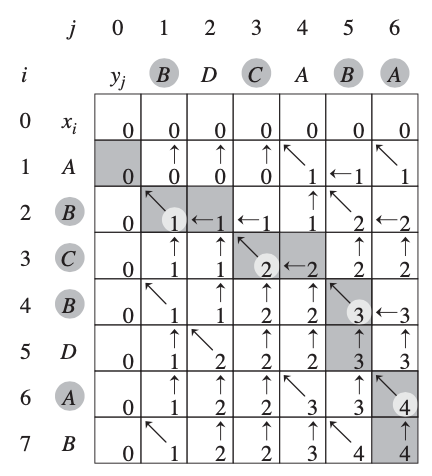 j 0 1 2 3 4 5 6
i y_j B D C A B A
0 x_i 0 0 0 0 0 0 0
1 A 0 ↑0 ↑0 ↑0 ↖1 ←1 ↖1
2 B 0 ↖1 ←1 ←1 ↑1 ↖2 ←2
3 C 0 ↑1 ↑1 ↖2 ←2 ↑2 ↑2
4 B 0 ↖1 ↑1 ↑2 ↑2 ↖3 ←3
5 D 0 ↑1 ↖2 ↑2 ↑2 ↑3 ↑3
6 A 0 ↑1 ↑2 ↑2 ↖3 ↑3 ↖4
7 B 0 ↖1 ↑2 ↑2 ↑3 ↖4 ↑4